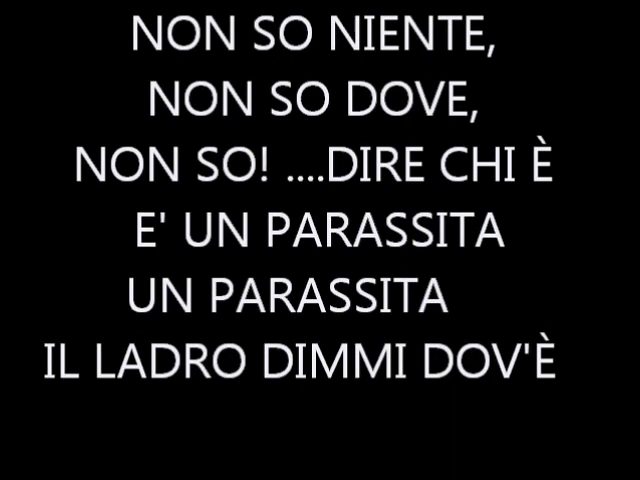 NON SO NIENTE,
NON SO DOVE,
NON SO! ....DIRE CHI È
E' UN PARASSITA
UN PARASSITA
IL LADRO DIMMI DOV'È